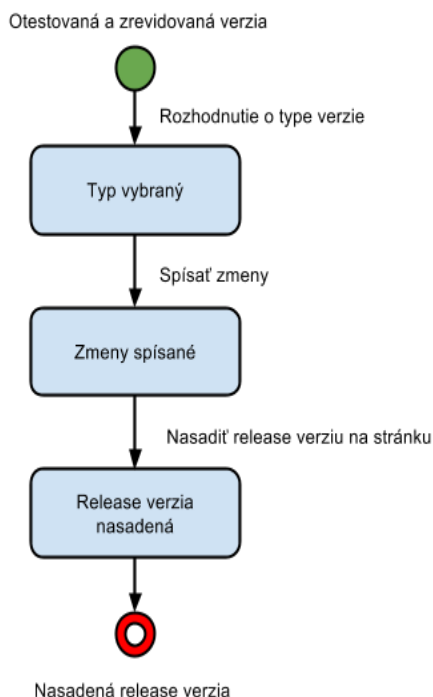 Otestovaná a zrevidovaná verzia
Rozhodnutie o type verzie
Typ vybraný
Spísať zmeny
Zmeny spísané
Nasadiť release verziu na stránku
Release verzia
nasadená
Nasadená release verzia